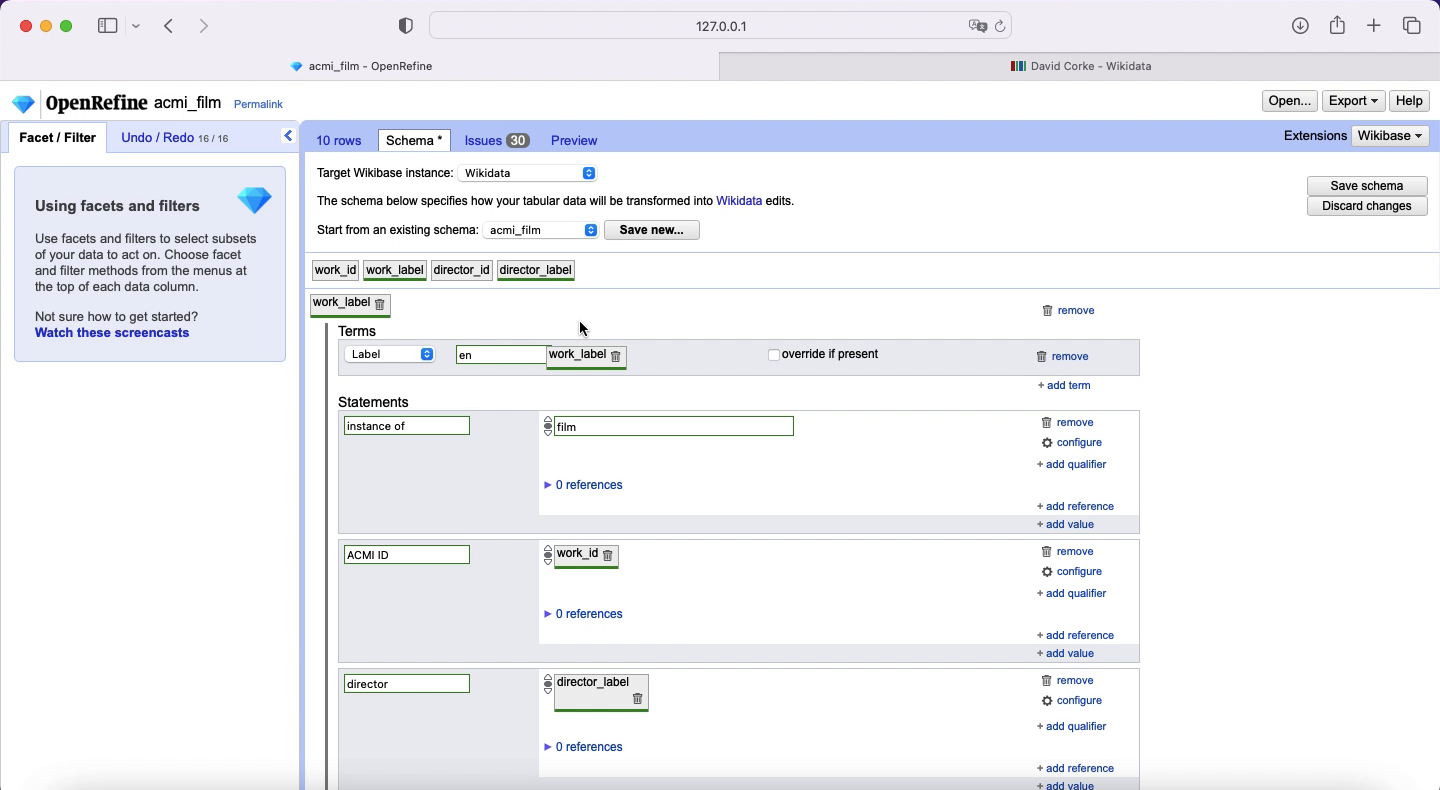 127.0.0.1
acmi_film - OpenRefine
David Corke - Wikidata
OpenRefine acmi_film Permalink
Open... Export Help
Facet / Filter Undo / Redo 16 / 16
10 rows Schema * Issues 30 Preview
Extensions Wikibase
Using facets and filters
Use facets and filters to select subsets
of your data to act on. Choose facet
and filter methods from the menus at
the top of each data column.
Not sure how to get started?
Watch these screencasts
Target Wikibase instance: Wikidata
The schema below specifies how your tabular data will be transformed into Wikidata edits.
Start from an existing schema: acmi_film Save new...
Save schema
Discard changes
work_id work_label director_id director_label
work_label
remove
Terms
Label en work_label override if present remove
+ add term
Statements
instance of film remove
configure
+ add qualifier
0 references
+ add reference
+ add value
ACMI ID work_id remove
configure
+ add qualifier
0 references
+ add reference
+ add value
director director_label remove
configure
+ add qualifier
0 references
+ add reference
+ add value